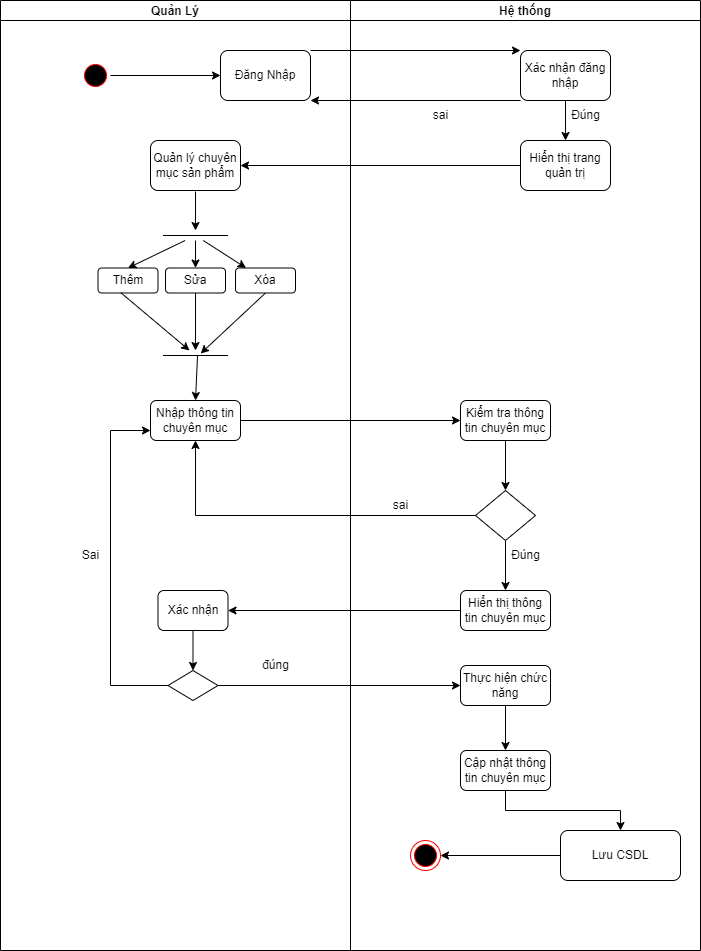 Quản Lý
Hệ thống
Đăng Nhập
Xác nhận đăng
nhập
sai
Đúng
Quản lý chuyên
mục sản phẩm
Hiển thị trang
quản trị
Thêm
Sửa
Xóa
Nhập thông tin
chuyên mục
Kiểm tra thông
tin chuyên mục
sai
Sai
Đúng
Xác nhận
Hiển thị thông
tin chuyên mục
đúng
Thực hiện chức
năng
Cập nhật thông
tin chuyên mục
Lưu CSDL